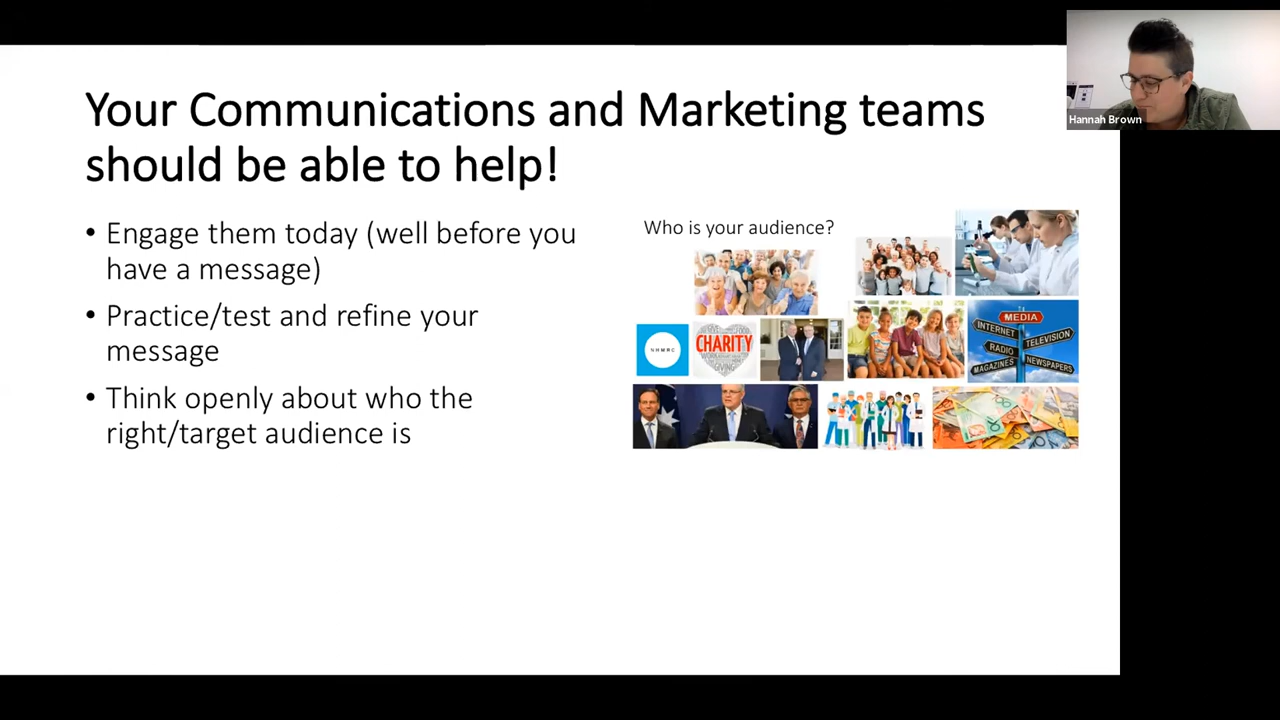 Hannah Brown
Your Communications and Marketing teams
should be able to help!
• Engage them today (well before you
have a message)
• Practice/test and refine your
message
• Think openly about who the
right/target audience is
Who is your audience?
NHMRC
CHARITY
GIVING
MEDIA
INTERNET
TELEVISION
RADIO
NEWSPAPERS
MAGAZINES